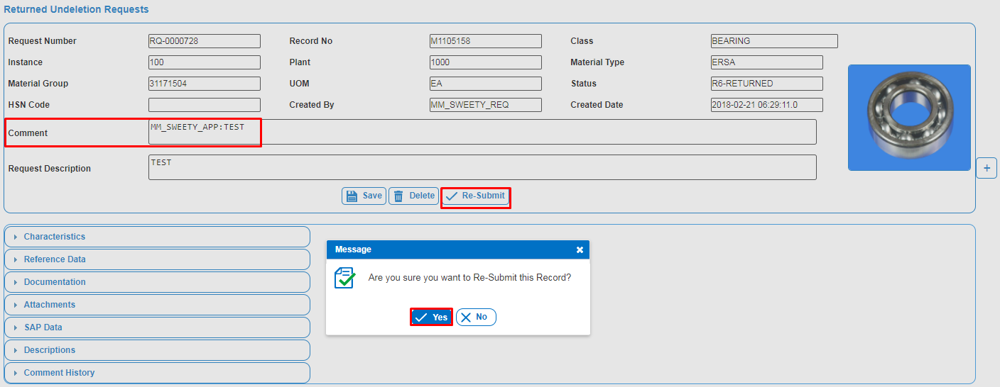 Returned Undeletion Requests
Request Number RQ-0000728 Record No M1105158 Class BEARING
Instance 100 Plant 1000 Material Type ERSA
Material Group 31171504 UOM EA Status R6-RETURNED
HSN Code Created By MM_SWEETY_REQ Created Date 2018-02-21 06:29:11.0
Comment MM_SWEETY_APP:TEST
Request Description TEST
+
Save Delete Re-Submit
Characteristics
Reference Data
Documentation
Attachments
SAP Data
Descriptions
Comment History
Message
Are you sure you want to Re-Submit this Record?
Yes No